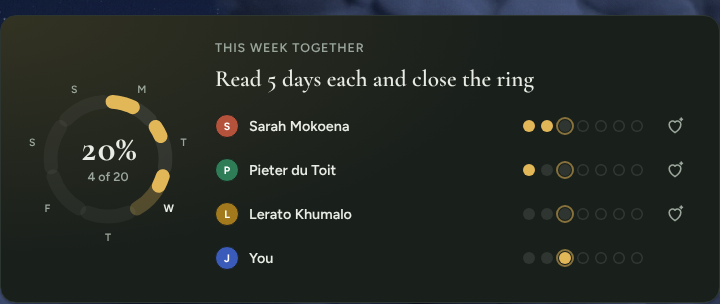 THIS WEEK TOGETHER
Read 5 days each and close the ring
S M
S T
20%
4 of 20
F W
T
S Sarah Mokoena
P Pieter du Toit
L Lerato Khumalo
J You